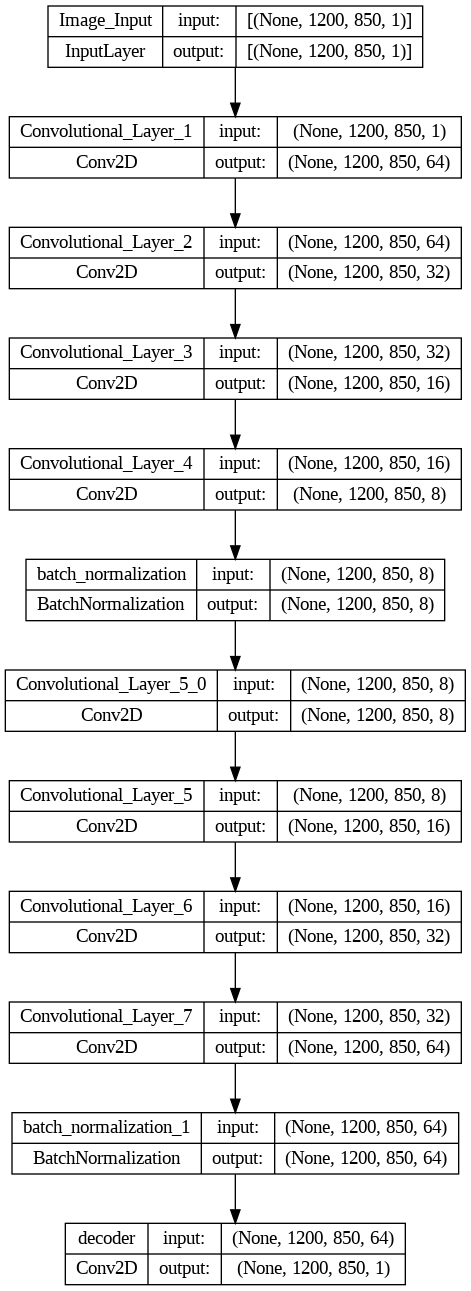 Image_Input input: [(None, 1200, 850, 1)]
InputLayer output: [(None, 1200, 850, 1)]
Convolutional_Layer_1 input: (None, 1200, 850, 1)
Conv2D output: (None, 1200, 850, 64)
Convolutional_Layer_2 input: (None, 1200, 850, 64)
Conv2D output: (None, 1200, 850, 32)
Convolutional_Layer_3 input: (None, 1200, 850, 32)
Conv2D output: (None, 1200, 850, 16)
Convolutional_Layer_4 input: (None, 1200, 850, 16)
Conv2D output: (None, 1200, 850, 8)
batch_normalization input: (None, 1200, 850, 8)
BatchNormalization output: (None, 1200, 850, 8)
Convolutional_Layer_5_0 input: (None, 1200, 850, 8)
Conv2D output: (None, 1200, 850, 8)
Convolutional_Layer_5 input: (None, 1200, 850, 8)
Conv2D output: (None, 1200, 850, 16)
Convolutional_Layer_6 input: (None, 1200, 850, 16)
Conv2D output: (None, 1200, 850, 32)
Convolutional_Layer_7 input: (None, 1200, 850, 32)
Conv2D output: (None, 1200, 850, 64)
batch_normalization_1 input: (None, 1200, 850, 64)
BatchNormalization output: (None, 1200, 850, 64)
decoder input: (None, 1200, 850, 64)
Conv2D output: (None, 1200, 850, 1)